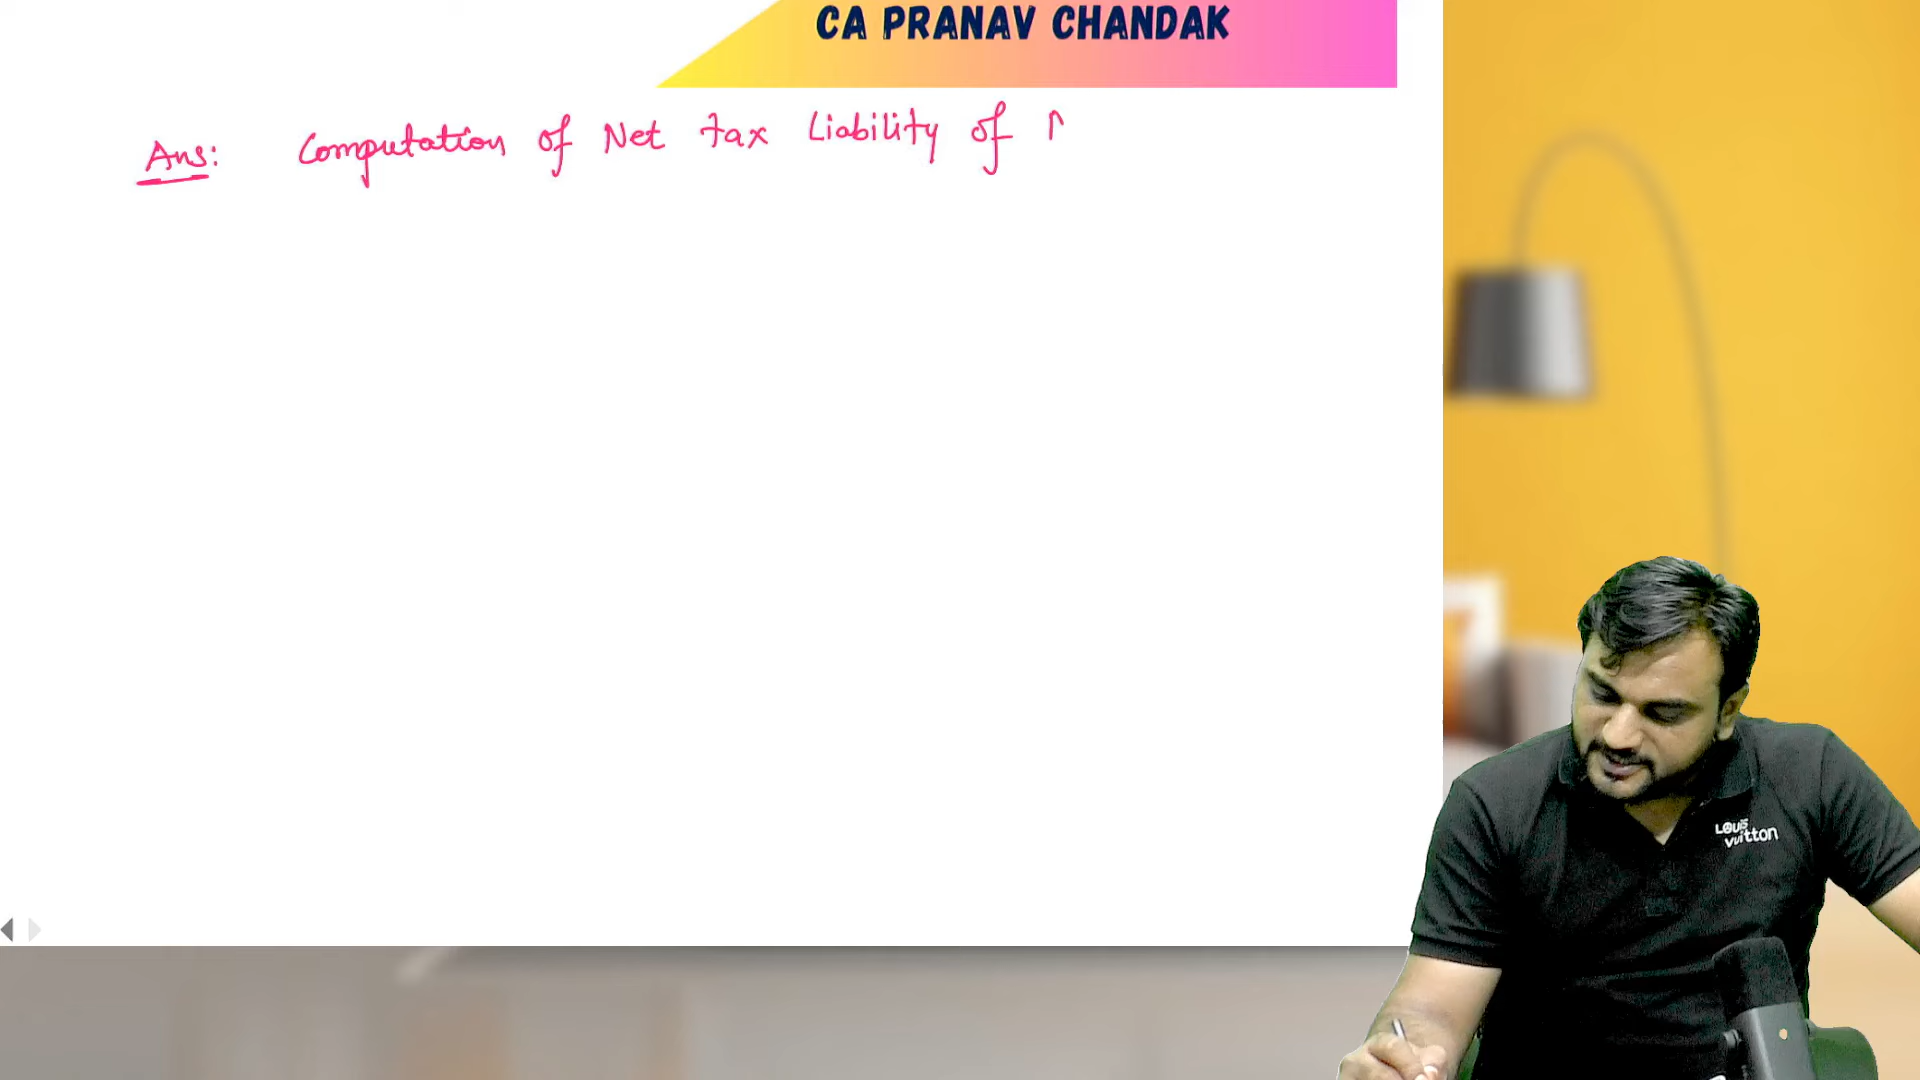 CA PRANAV CHANDAK
Ans: Computation of Net tax Liability of
LOUIS
VUITTON